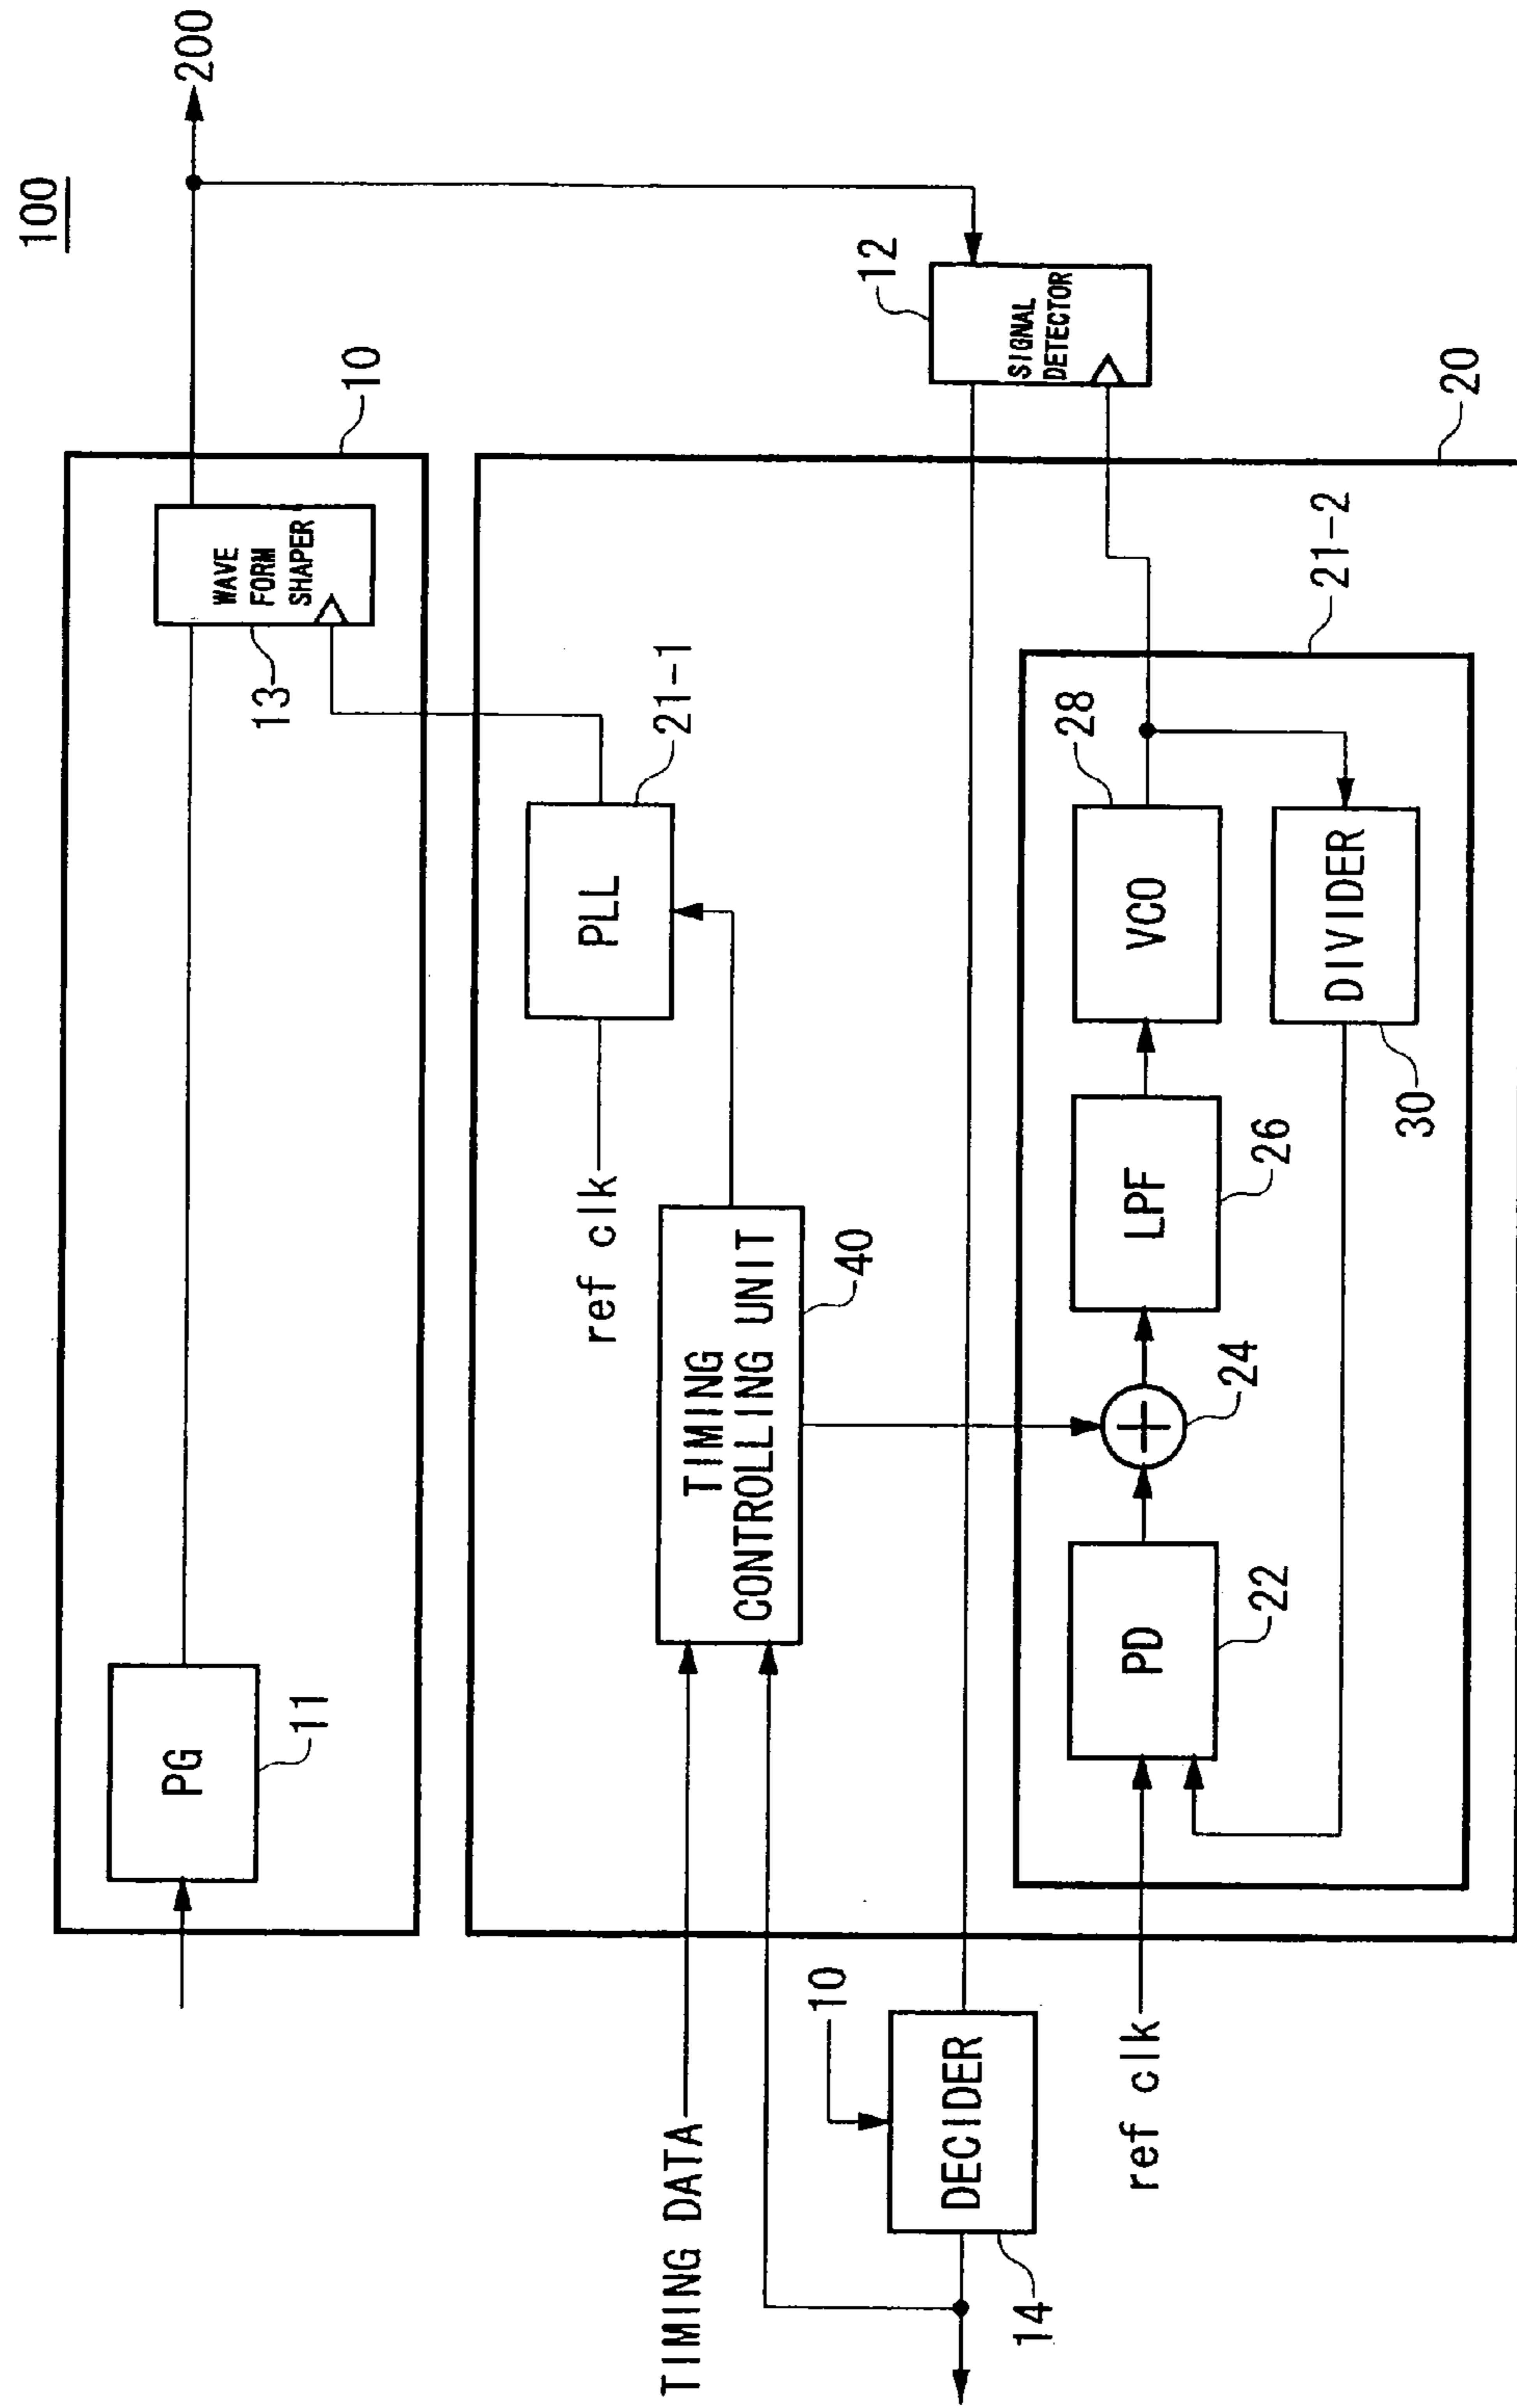 100
200
10
PG
11
WAVE
FORM
SHAPER
13
12
SIGNAL
DETECTOR
20
PLL
21-1
ref clk
TIMING
CONTROLLING UNIT
40
TIMING DATA
21-2
PD
22
24
LPF
26
VCO
28
DIVIDER
30
10
DECIDER
14
ref clk